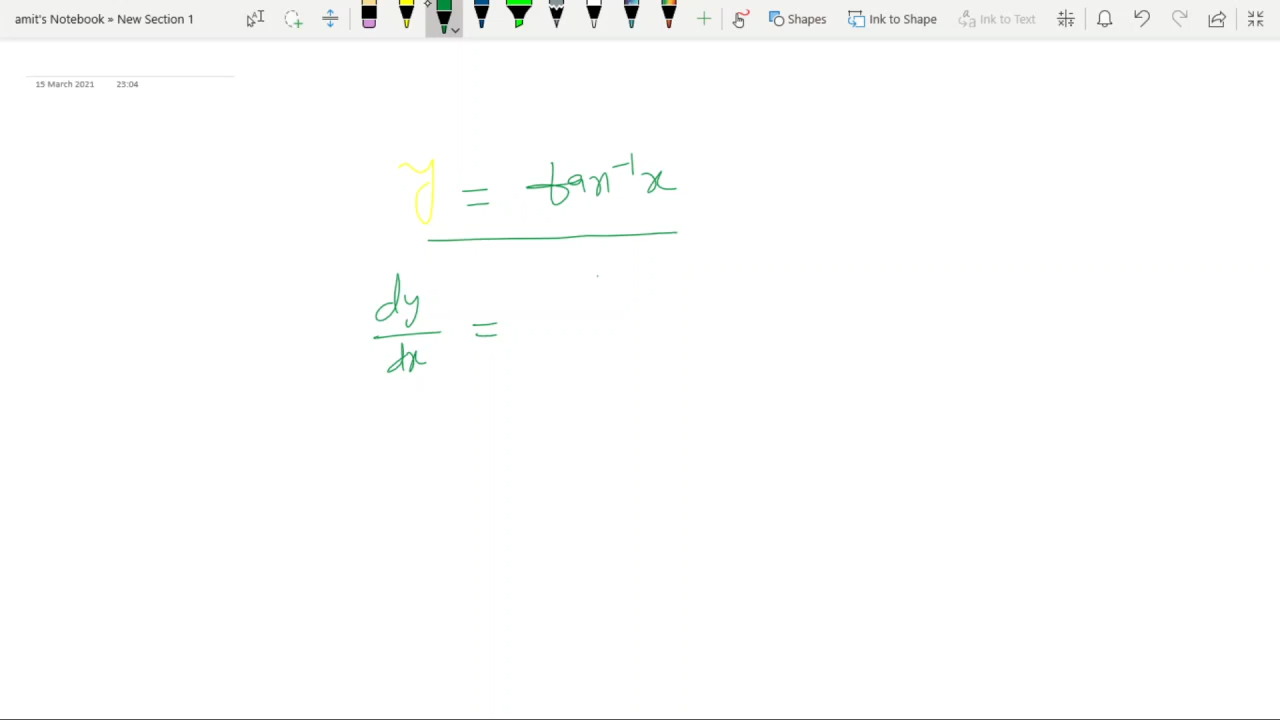 amit's Notebook » New Section 1
Shapes
Ink to Shape
Ink to Text
15 March 2021 23:04
y = tan⁻¹x
dy/dx =